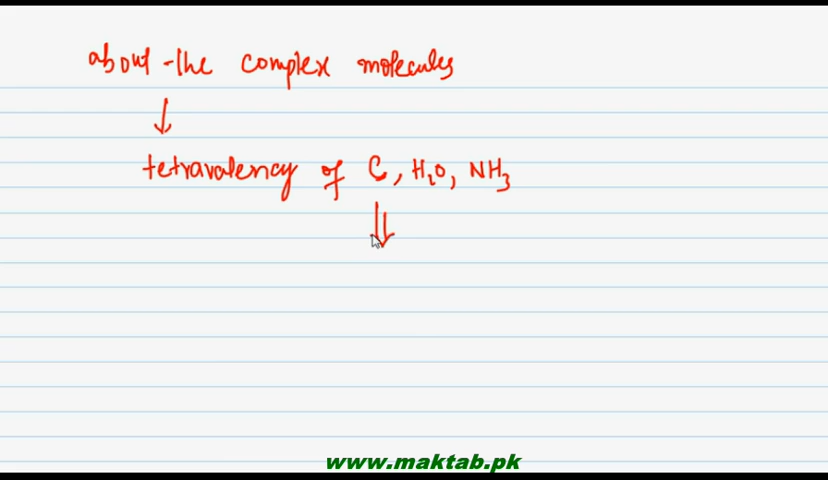 about the complex molecules
tetravalency of C, H₂O, NH₃
www.maktab.pk